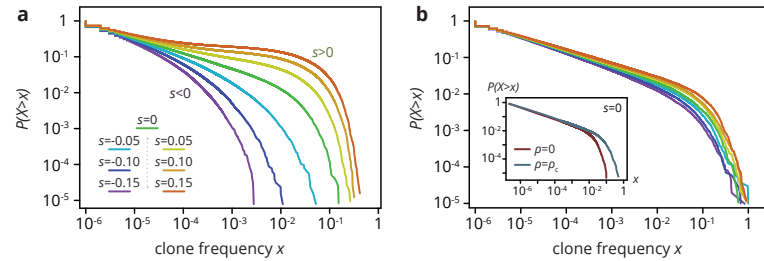 a
P(X>x)
1
10-1
10-2
10-3
10-4
10-5
s>0
s<0
s=0
s=-0.05 s=0.05
s=-0.10 s=0.10
s=-0.15 s=0.15
10-6 10-5 10-4 10-3 10-2 10-1 1
clone frequency x
b
P(X>x)
1
10-1
10-2
10-3
10-4
10-5
P(X>x)
s=0
1
10-2
10-4
ρ=0
ρ=ρc
10-6 10-4 10-2 1 x
10-6 10-5 10-4 10-3 10-2 10-1 1
clone frequency x